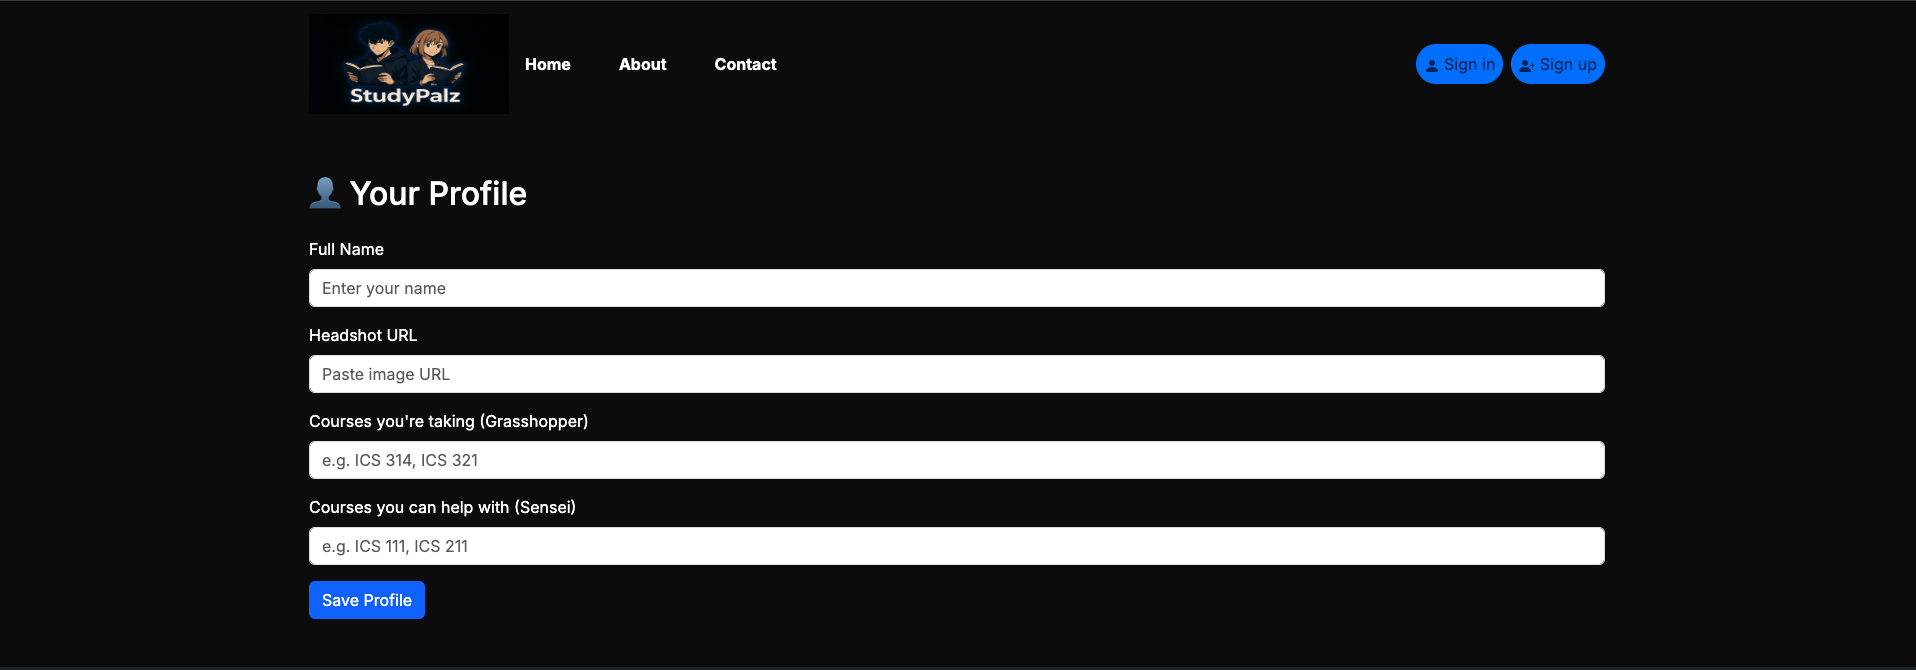 StudyPalz
Home
About
Contact
Sign in
Sign up
Your Profile
Full Name
Enter your name
Headshot URL
Paste image URL
Courses you're taking (Grasshopper)
e.g. ICS 314, ICS 321
Courses you can help with (Sensei)
e.g. ICS 111, ICS 211
Save Profile